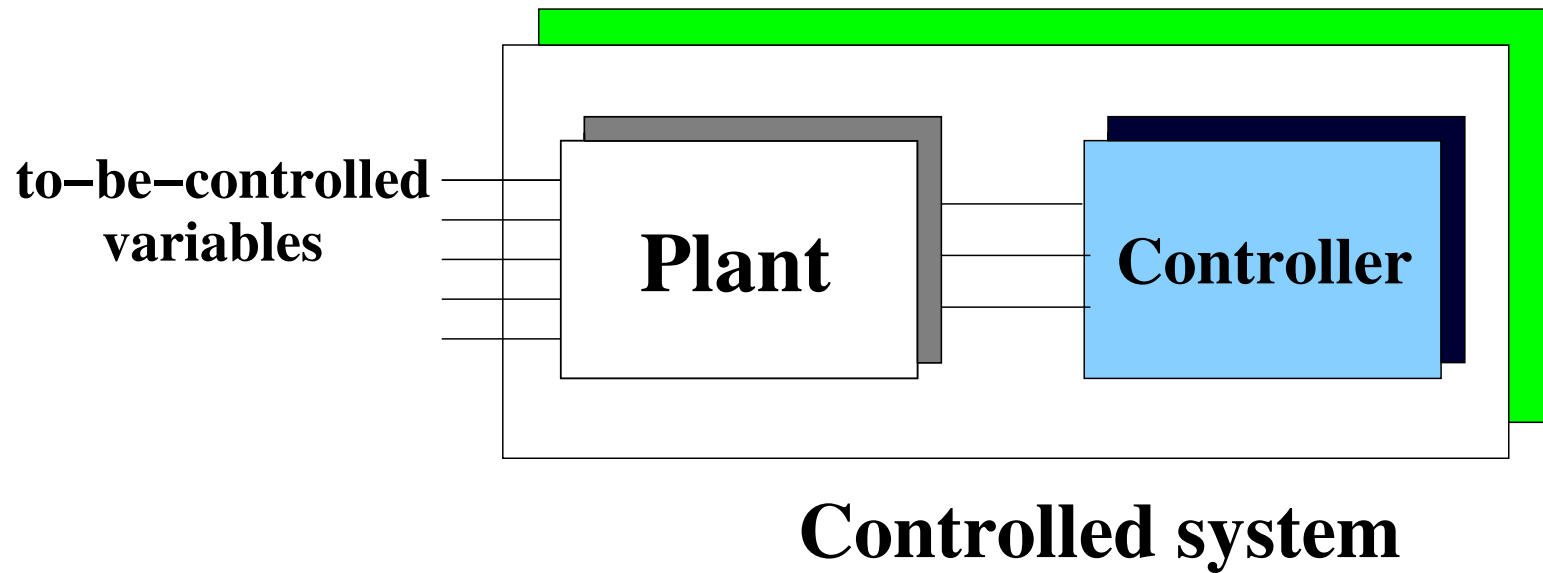 to−be−controlled
variables
Plant
Controller
Controlled system